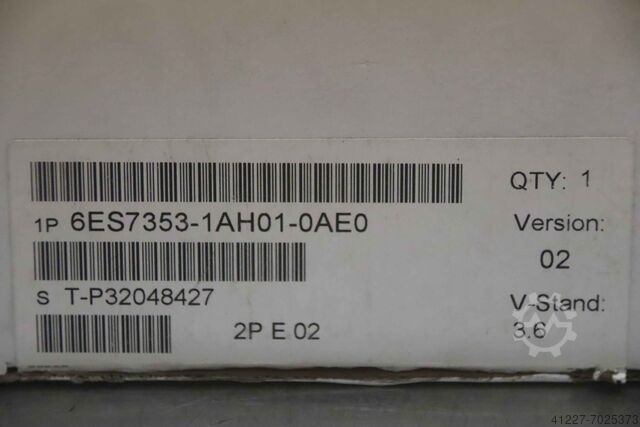 QTY: 1
1P 6ES7353-1AH01-0AE0
Version:
02
S T-P32048427
V-Stand:
3.6
2P E 02
41227-7025373